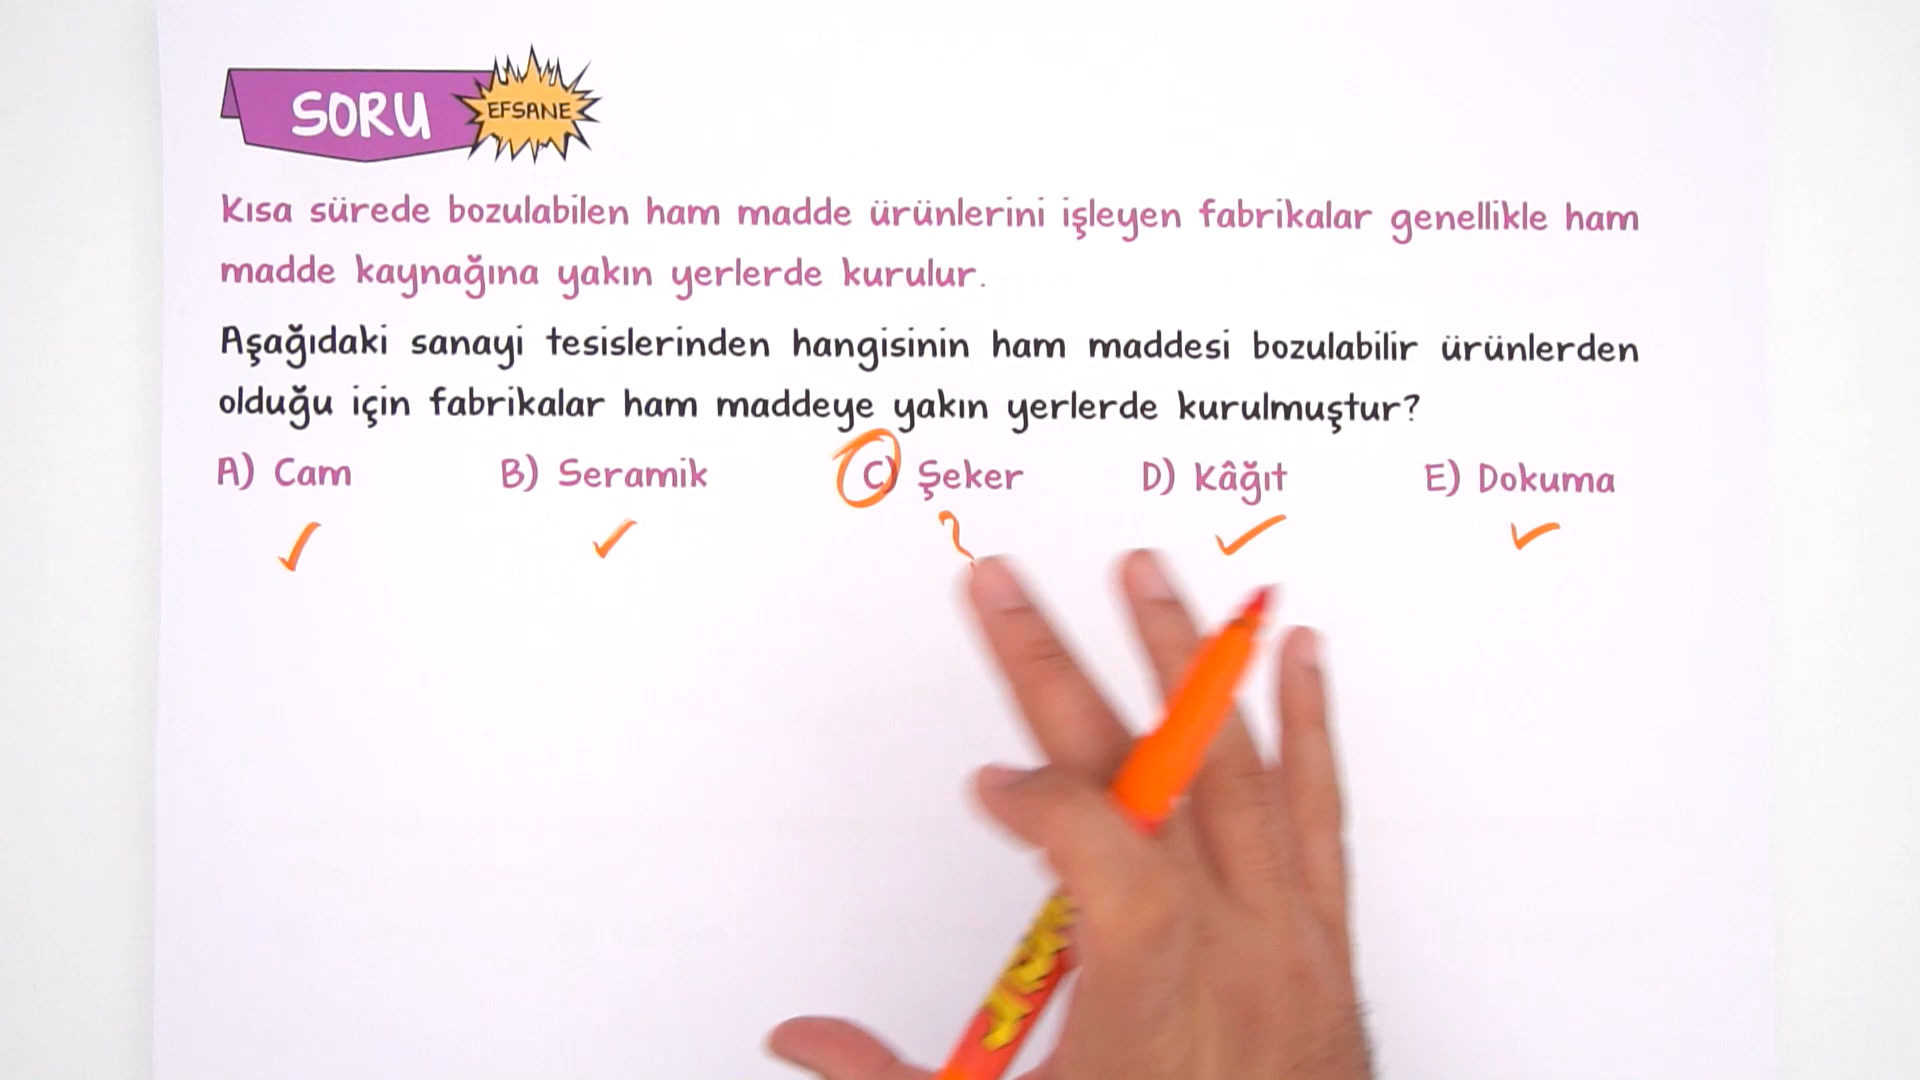 SORU
EFSANE
Kısa sürede bozulabilen ham madde ürünlerini işleyen fabrikalar genellikle ham
madde kaynağına yakın yerlerde kurulur.
Aşağıdaki sanayi tesislerinden hangisinin ham maddesi bozulabilir ürünlerden
olduğu için fabrikalar ham maddeye yakın yerlerde kurulmuştur?
A) Cam B) Seramik C) Şeker D) Kâğıt E) Dokuma
✓ ✓ ? ✓ ✓